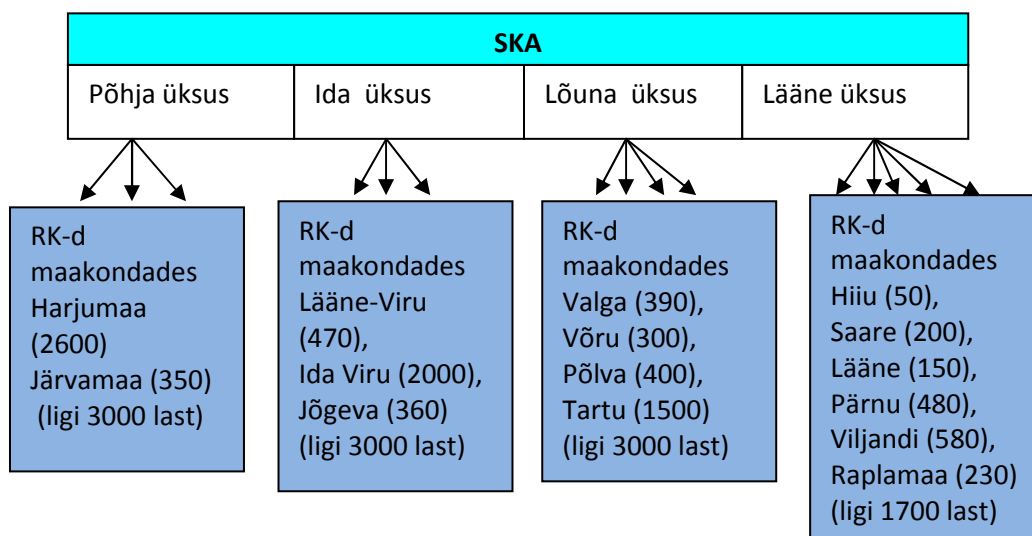 SKA
Põhja üksus
Ida  üksus
Lõuna  üksus
Lääne üksus
RK-d
maakondades
Harjumaa
(2600)
Järvamaa (350)
(ligi 3000 last)
RK-d
maakondades
Lääne-Viru
(470),
Ida Viru (2000),
Jõgeva (360)
(ligi 3000 last)
RK-d
maakondades
Valga (390),
Võru (300),
Põlva (400),
Tartu (1500)
(ligi 3000 last)
RK-d
maakondades
Hiiu (50),
Saare (200),
Lääne (150),
Pärnu (480),
Viljandi (580),
Raplamaa (230)
(ligi 1700 last)